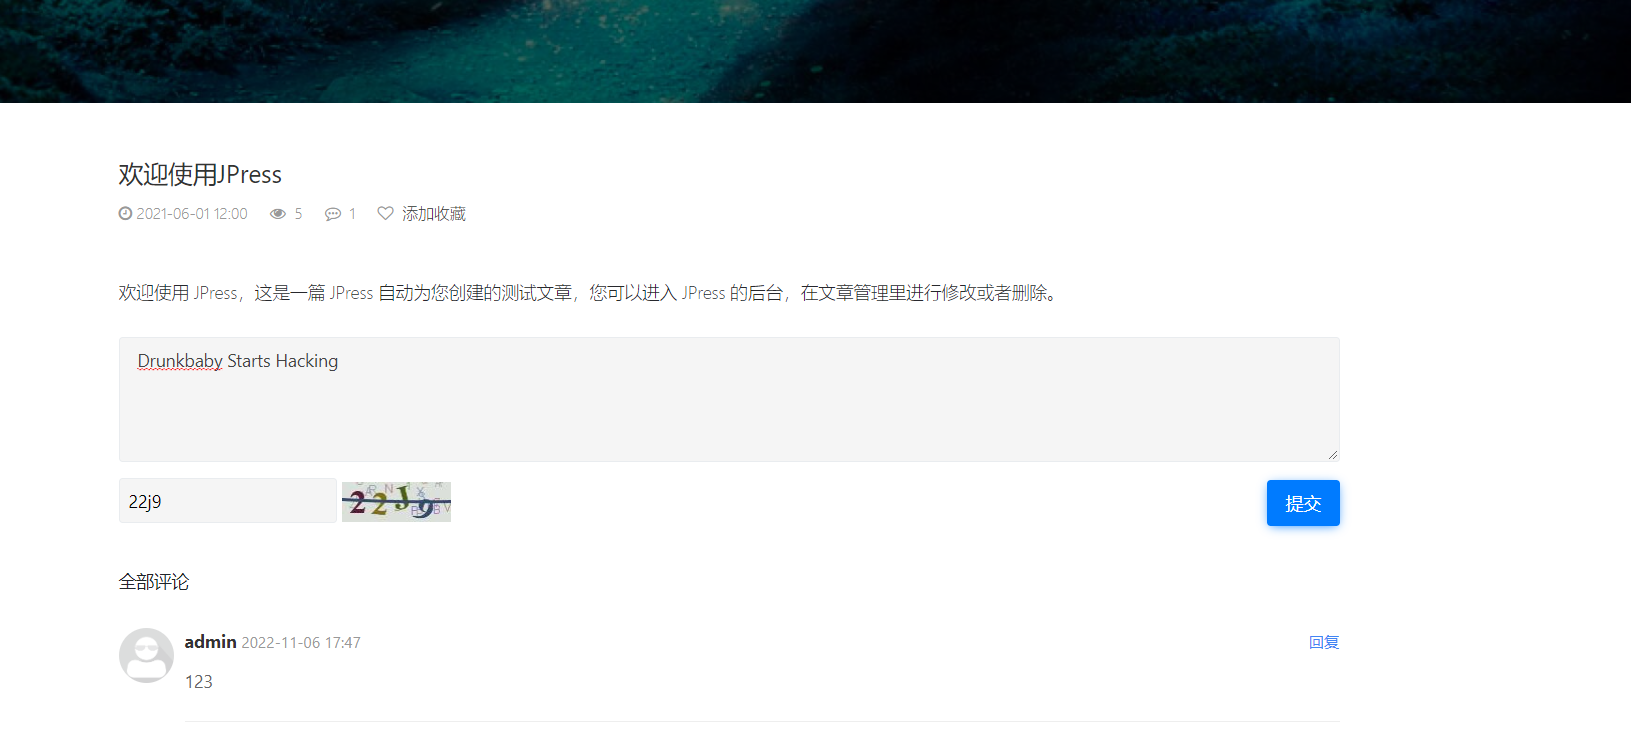 欢迎使用JPress
2021-06-01 12:00 5 1 添加收藏
欢迎使用 JPress，这是一篇 JPress 自动为您创建的测试文章，您可以进入 JPress 的后台，在文章管理里进行修改或者删除。
Drunkbaby Starts Hacking
22j9 22J9 提交
全部评论
admin 2022-11-06 17:47 回复
123